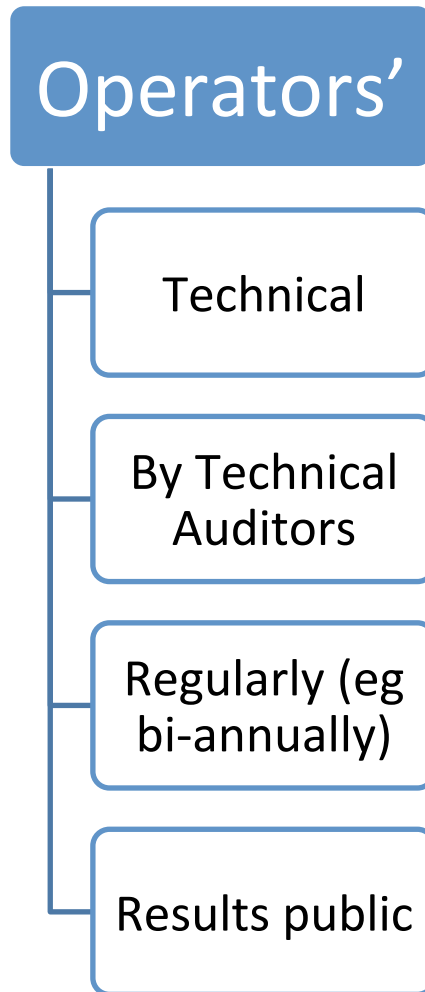 Operators’
Technical
By Technical
Auditors
Regularly (eg
bi-annually)
Results public